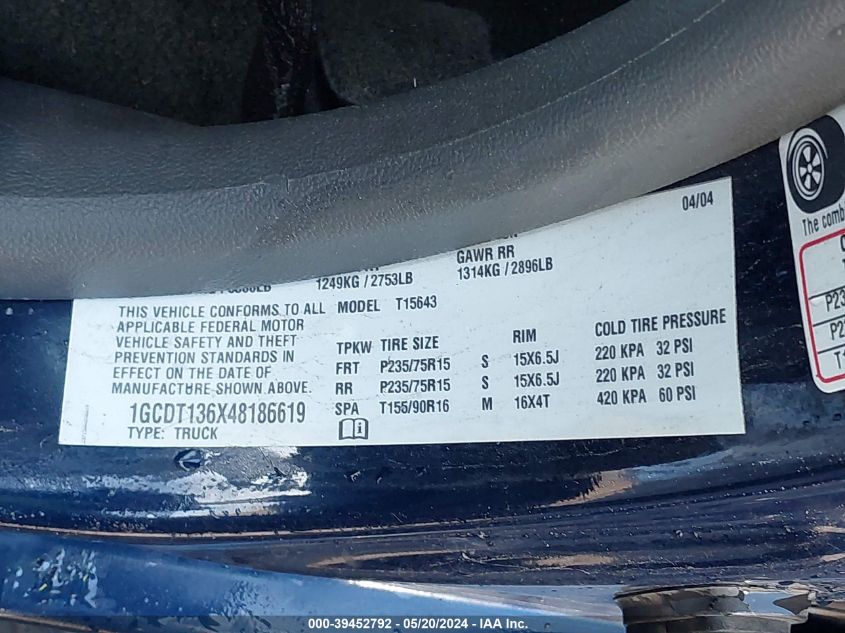 04/04
GAWR RR
1249KG / 2753LB
1314KG / 2896LB
THIS VEHICLE CONFORMS TO ALL
APPLICABLE FEDERAL MOTOR
VEHICLE SAFETY AND THEFT
PREVENTION STANDARDS IN
EFFECT ON THE DATE OF
MANUFACTURE SHOWN ABOVE.
1GCDT136X48186619
TYPE: TRUCK
MODEL T15643
TPKW TIRE SIZE RIM COLD TIRE PRESSURE
FRT P235/75R15 S 15X6.5J 220 KPA 32 PSI
RR P235/75R15 S 15X6.5J 220 KPA 32 PSI
SPA T155/90R16 M 16X4T 420 KPA 60 PSI
The
000-39452792 - 05/20/2024 - IAA Inc.